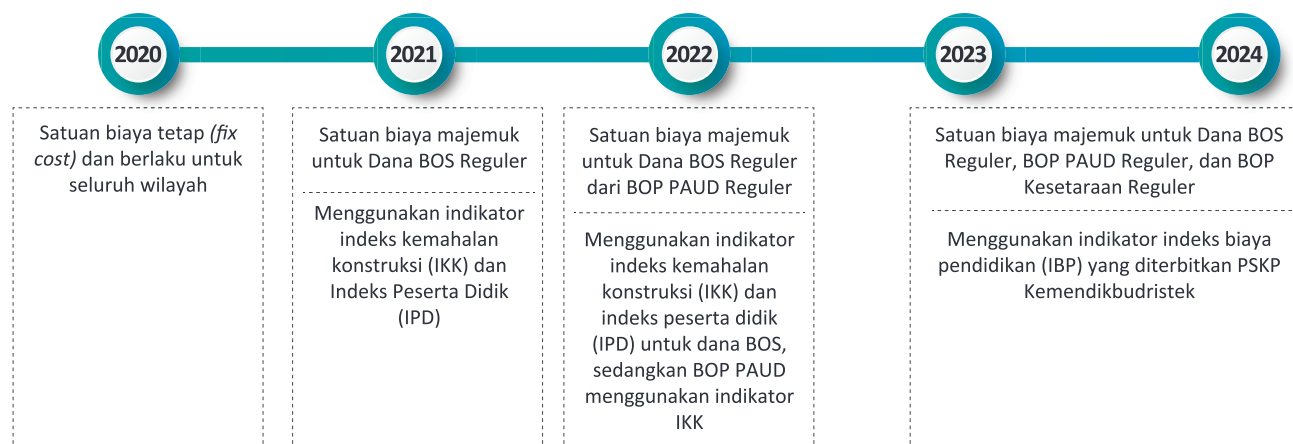 2020
2021
2022
2023
2024
Satuan biaya tetap (fix
cost) dan berlaku untuk
seluruh wilayah
Satuan biaya majemuk
untuk Dana BOS Reguler
Menggunakan indikator
indeks kemahalan
konstruksi (IKK) dan
Indeks Peserta Didik
(IPD)
Satuan biaya majemuk
untuk Dana BOS Reguler
dari BOP PAUD Reguler
Menggunakan indikator
indeks kemahalan
konstruksi (IKK) dan
indeks peserta didik
(IPD) untuk dana BOS,
sedangkan BOP PAUD
menggunakan indikator
IKK
Satuan biaya majemuk untuk Dana BOS
Reguler, BOP PAUD Reguler, dan BOP
Kesetaraan Reguler
Menggunakan indikator indeks biaya
pendidikan (IBP) yang diterbitkan PSKP
Kemendikbudristek